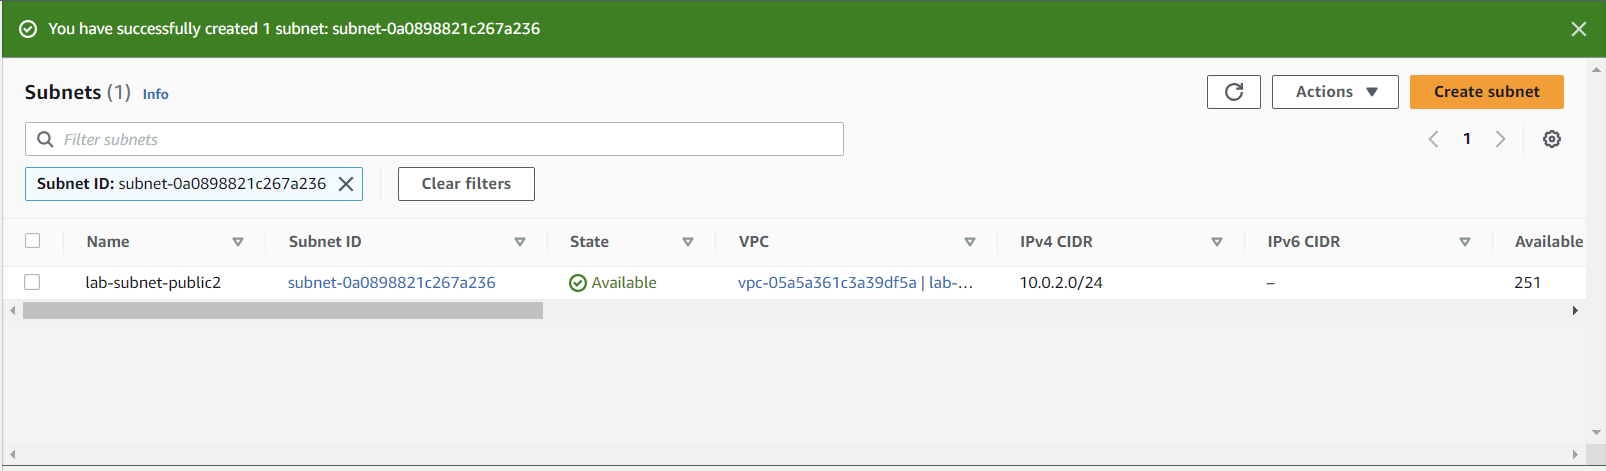 You have successfully created 1 subnet: subnet-0a0898821c267a236
Subnets (1) Info
Actions
Create subnet
Filter subnets
1
Subnet ID: subnet-0a0898821c267a236
Clear filters
Name Subnet ID State VPC IPv4 CIDR IPv6 CIDR Available
lab-subnet-public2 subnet-0a0898821c267a236 Available vpc-05a5a361c3a39df5a | lab-... 10.0.2.0/24 – 251